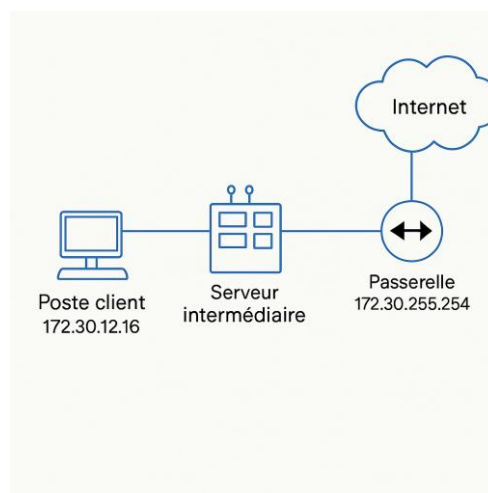 Internet
Poste client
172.30.12.16
Serveur
intermédiaire
Passerelle
172.30.255.254